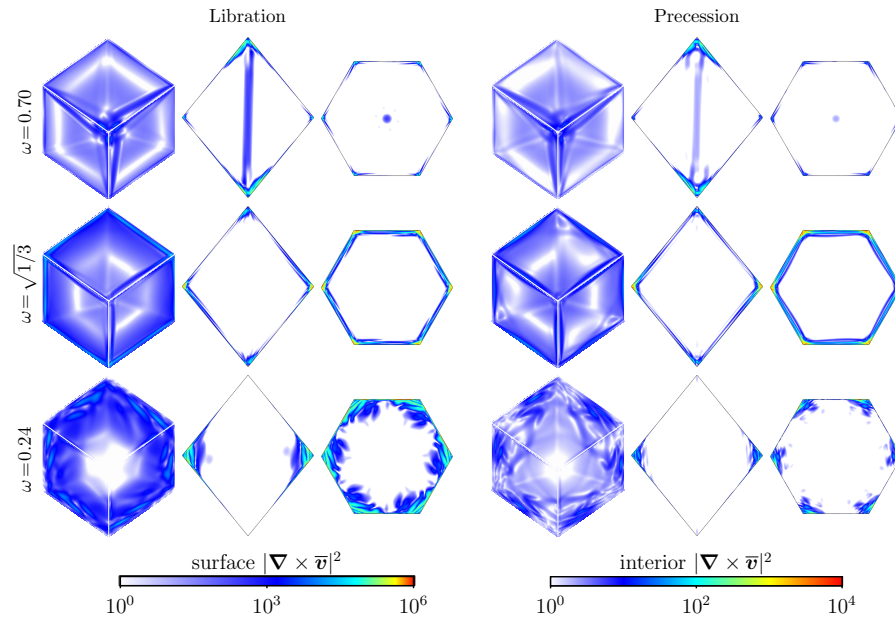 Libration Precession
ω = 0.70
ω = √1/3
ω = 0.24
surface |∇ × v̅|² interior |∇ × v̅|²
10⁰ 10³ 10⁶ 10⁰ 10² 10⁴